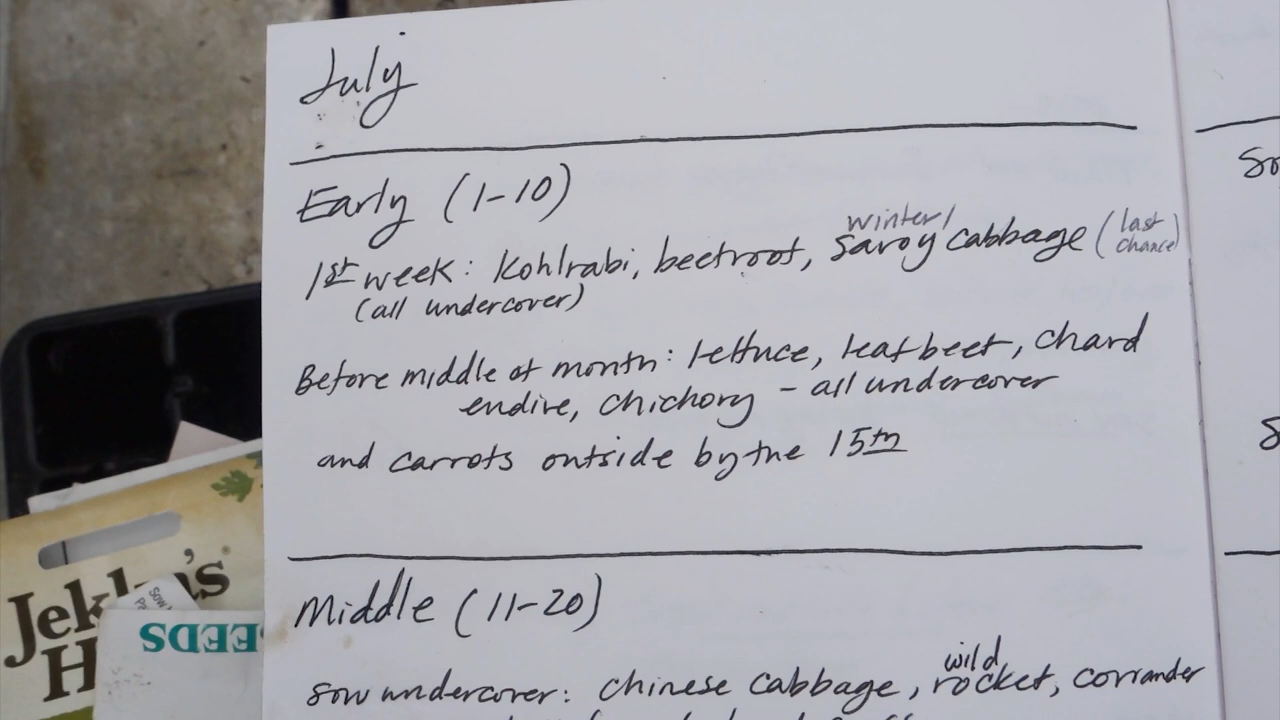 July
Early (1-10)
winter/
1st week: Kohlrabi, beetroot, savoy cabbage (last chance)
(all undercover)
Before middle of month: lettuce, leaf beet, chard
endive, chichory - all undercover
and carrots outside by the 15th
Middle (11-20)
wild
sow undercover: chinese cabbage, rocket, coriander
SEEDS